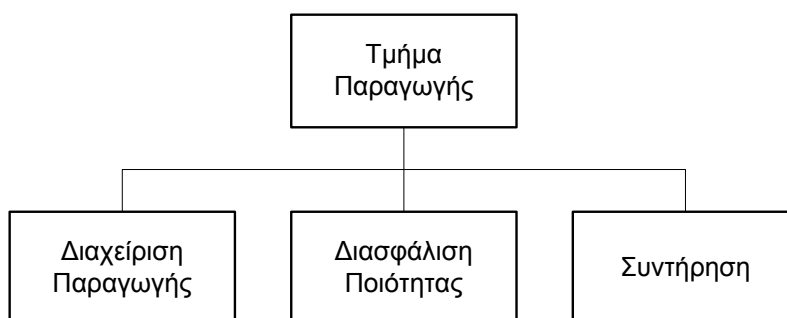 Τμήμα
Παραγωγής
Διαχείριση
Παραγωγής
Διασφάλιση
Ποιότητας
Συντήρηση